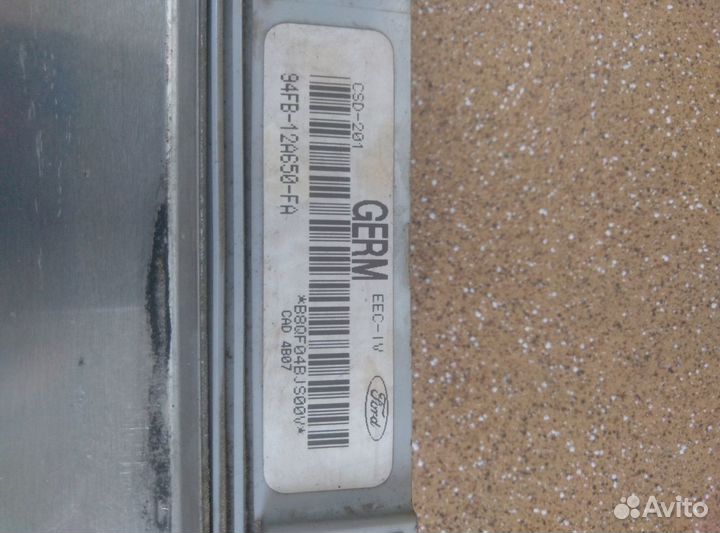 CSD-201
94FB-12A650-FA
GERM
EEC-IV
Ford
*B8QF04BJS00V*
CAD 4B07
Avito